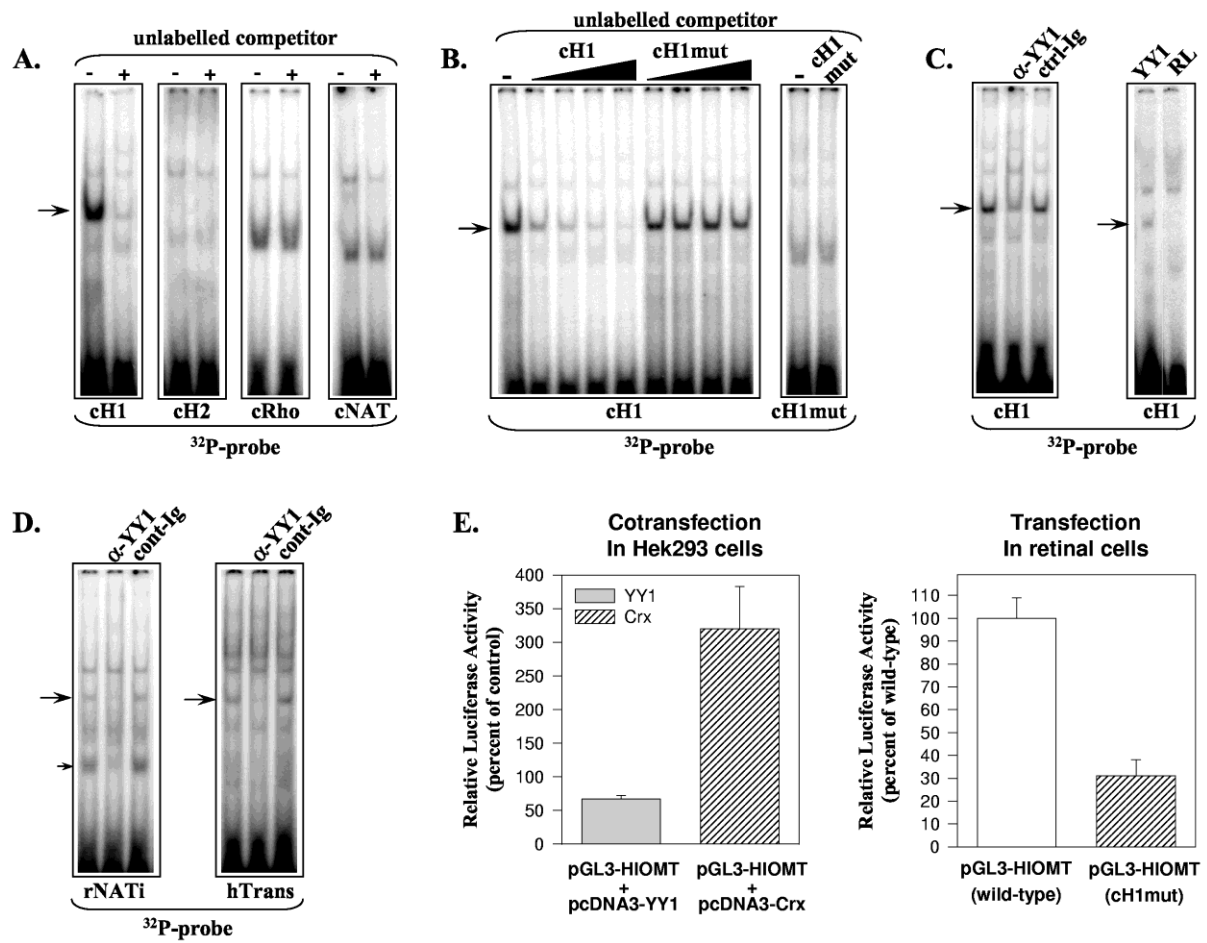 A.
unlabelled competitor
- + - + - + - +
cH1 cH2 cRho cNAT
32P-probe
B.
unlabelled competitor
- cH1 cH1mut - cH1 mut
cH1 cH1mut
32P-probe
C.
α-YY1 ctrl-Ig YY1 RL
cH1 cH1
32P-probe
D.
α-YY1 cont-Ig α-YY1 cont-Ig
rNATi hTrans
32P-probe
E.
Cotransfection
In Hek293 cells
Relative Luciferase Activity
(percent of control)
400
350
300
250
200
150
100
50
0
YY1
Crx
pGL3-HIOMT
+
pcDNA3-YY1
pGL3-HIOMT
+
pcDNA3-Crx
Transfection
In retinal cells
Relative Luciferase Activity
(percent of wild-type)
110
100
90
80
70
60
50
40
30
20
10
0
pGL3-HIOMT
(wild-type)
pGL3-HIOMT
(cH1mut)